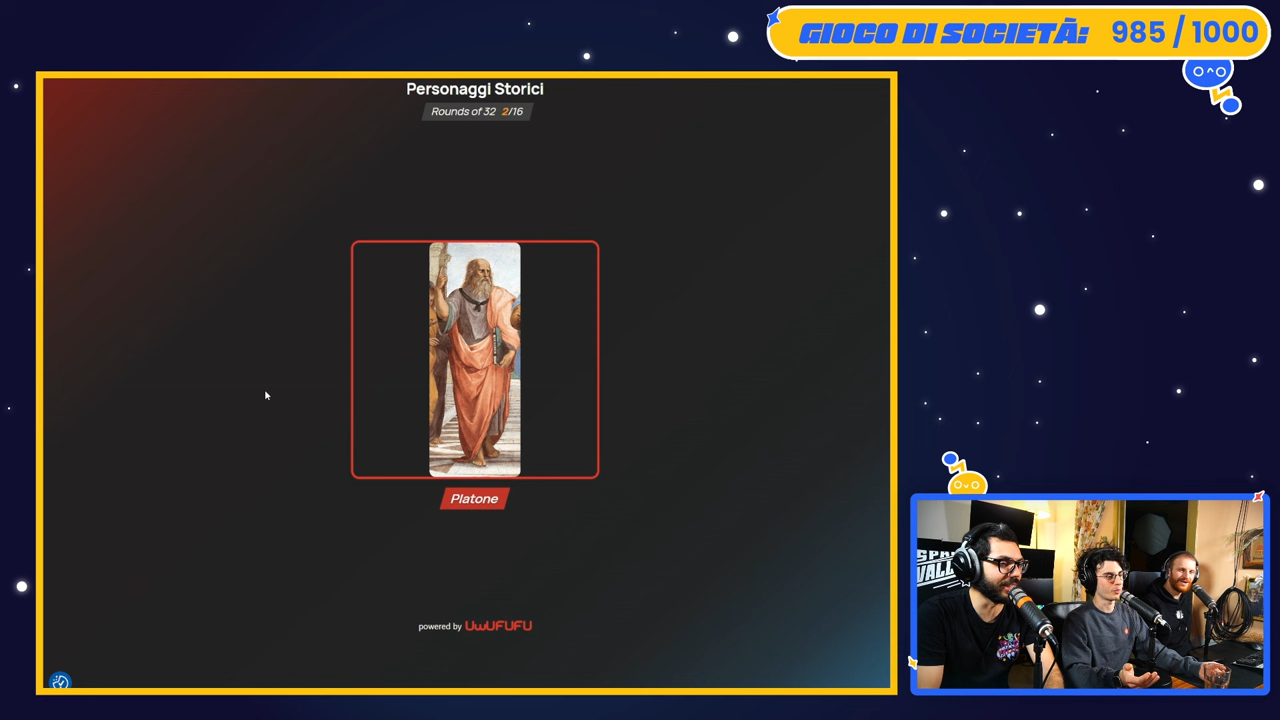 GIOCO DI SOCIETÀ: 985 / 1000
Personaggi Storici
Rounds of 32 2/16
Platone
powered by UWUFUFU